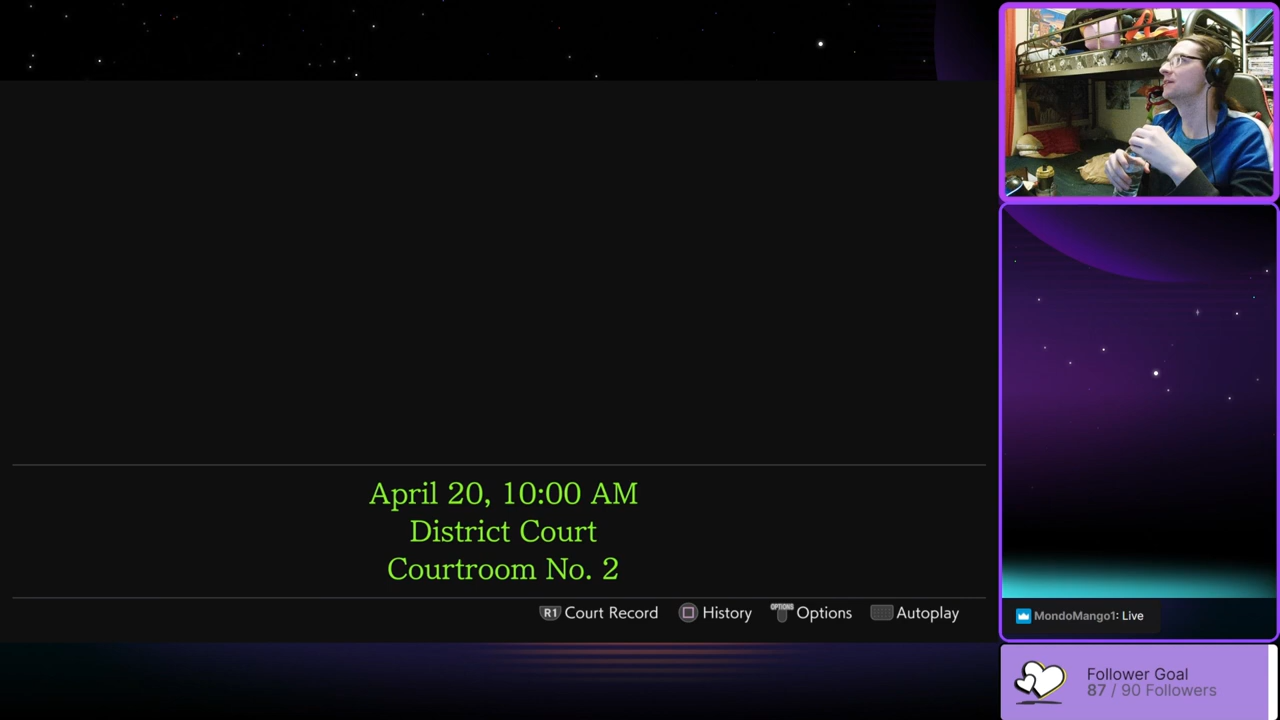 April 20, 10:00 AM
District Court
Courtroom No. 2
R1 Court Record
History
OPTIONS Options
Autoplay
MondoMango1: Live
Follower Goal
87 / 90 Followers